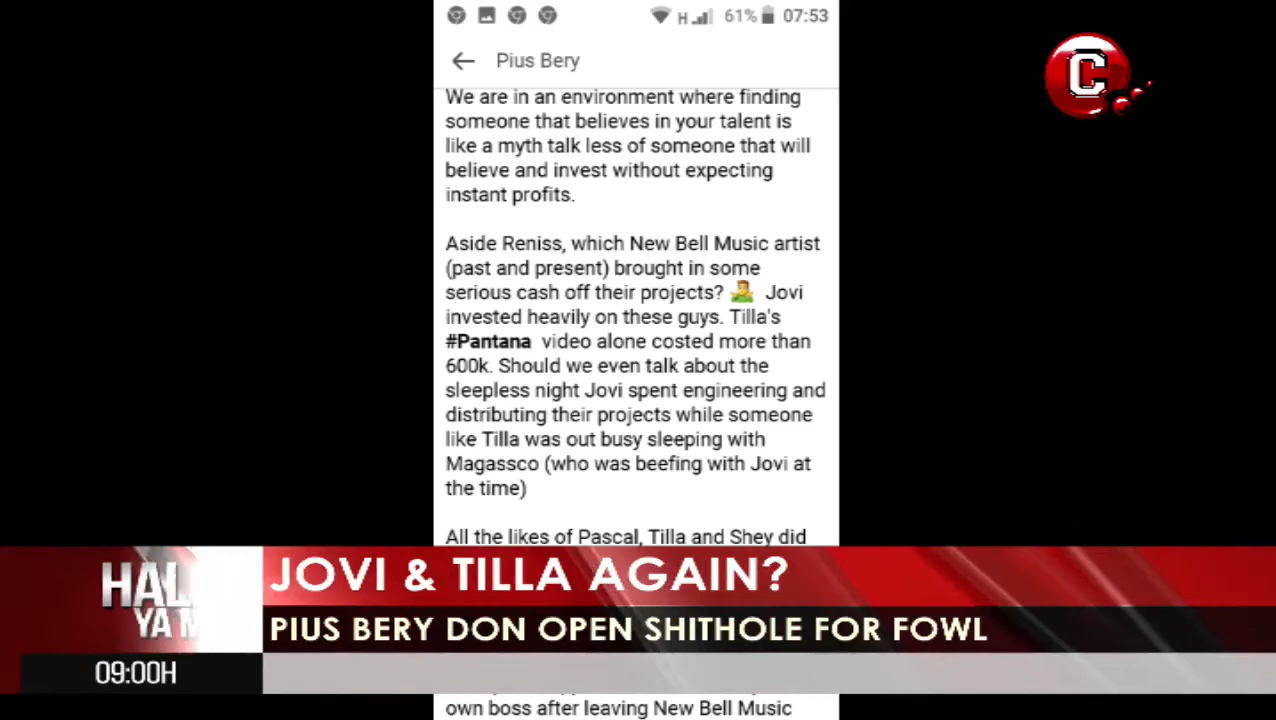 H 61% 07:53
Pius Bery
C
We are in an environment where finding
someone that believes in your talent is
like a myth talk less of someone that will
believe and invest without expecting
instant profits.
Aside Reniss, which New Bell Music artist
(past and present) brought in some
serious cash off their projects? 🤷‍♂️ Jovi
invested heavily on these guys. Tilla's
#Pantana video alone costed more than
600k. Should we even talk about the
sleepless night Jovi spent engineering and
distributing their projects while someone
like Tilla was out busy sleeping with
Magassco (who was beefing with Jovi at
the time)
All the likes of Pascal, Tilla and Shey did
HAL
YA M
JOVI & TILLA AGAIN?
PIUS BERY DON OPEN SHITHOLE FOR FOWL
09:00H
own boss after leaving New Bell Music